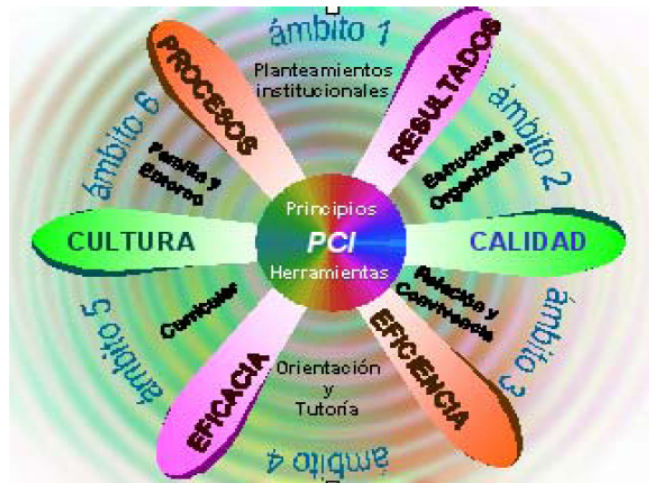 ámbito 1
Planteamientos
institucionales
PROCESOS
RESULTADOS
ámbito 6
Familia y
Entorno
ámbito 2
Estructura
Organizativa
Principios
PCI
Herramientas
CULTURA
CALIDAD
ámbito 5
Curricular
Relación y
Convivencia
ámbito 3
EFICACIA
EFICIENCIA
Orientación
y
Tutoría
ámbito 4